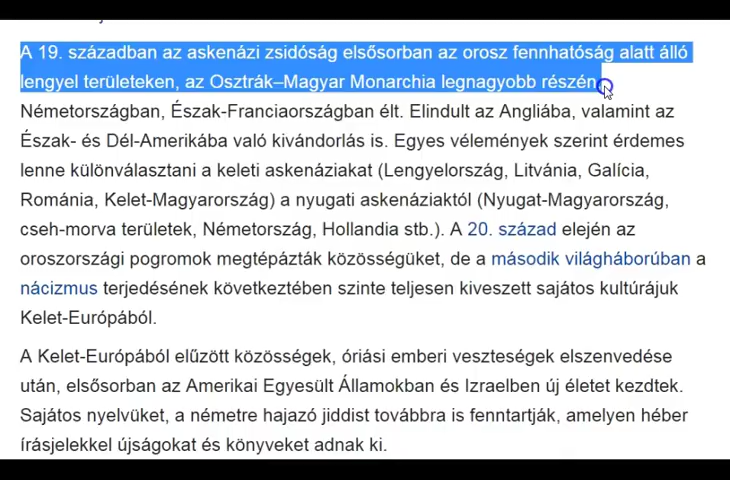 A 19. században az askenázi zsidóság elsősorban az orosz fennhatóság alatt álló
lengyel területeken, az Osztrák–Magyar Monarchia legnagyobb részén,
Németországban, Észak-Franciaországban élt. Elindult az Angliába, valamint az
Észak- és Dél-Amerikába való kivándorlás is. Egyes vélemények szerint érdemes
lenne különválasztani a keleti askenáziakat (Lengyelország, Litvánia, Galícia,
Románia, Kelet-Magyarország) a nyugati askenáziaktól (Nyugat-Magyarország,
cseh-morva területek, Németország, Hollandia stb.). A 20. század elején az
oroszországi pogromok megtépázták közösségüket, de a második világháborúban a
nácizmus terjedésének következtében szinte teljesen kiveszett sajátos kultúrájuk
Kelet-Európából.
A Kelet-Európából elűzött közösségek, óriási emberi veszteségek elszenvedése
után, elsősorban az Amerikai Egyesült Államokban és Izraelben új életet kezdtek.
Sajátos nyelvüket, a németre hajazó jiddist továbbra is fenntartják, amelyen héber
írásjelekkel újságokat és könyveket adnak ki.